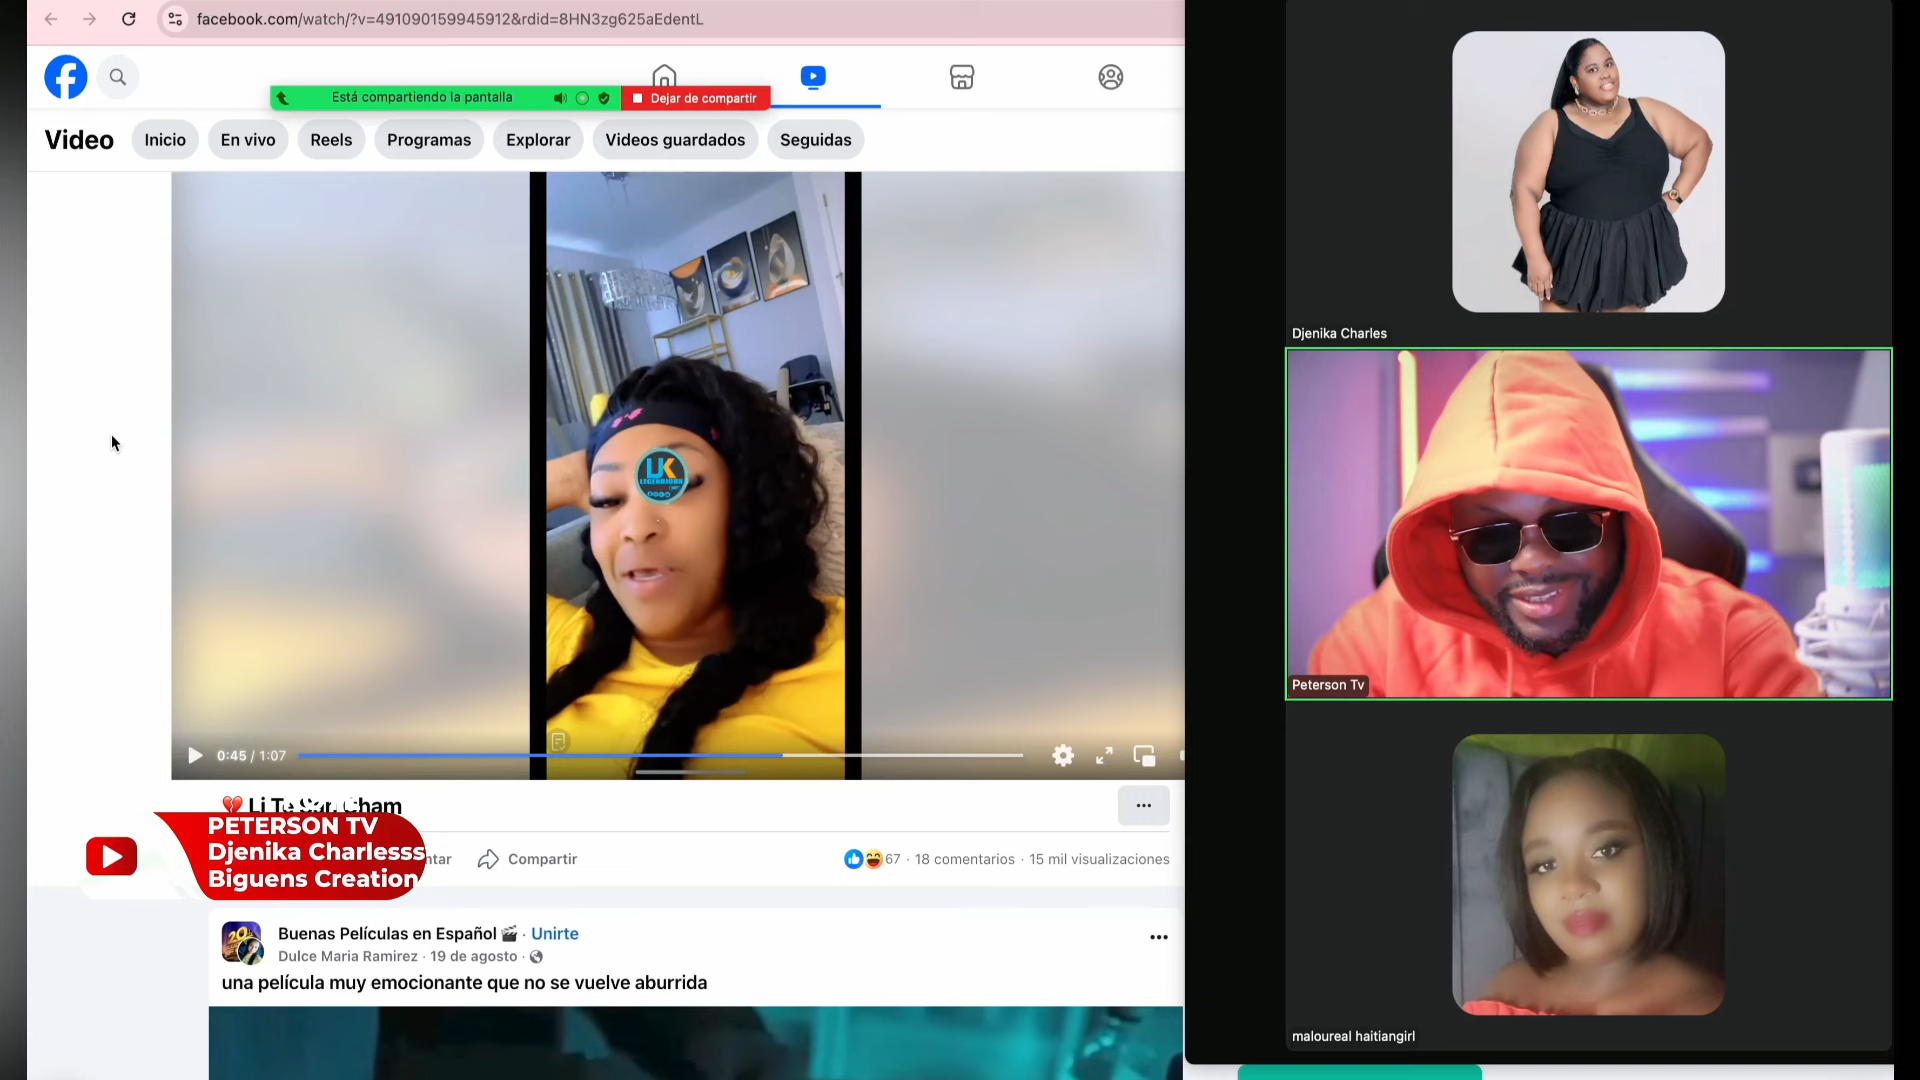 facebook.com/watch/?v=491090159945912&rdid=8HN3zg625aEdentL
Está compartiendo la pantalla
Dejar de compartir
Video
Inicio
En vivo
Reels
Programas
Explorar
Videos guardados
Seguidas
UK
0:45 / 1:07
PETERSON TV
Djenika Charlesss
Biguens Creation
Compartir
67 · 18 comentarios · 15 mil visualizaciones
Buenas Películas en Español · Unirte
Dulce Maria Ramirez · 19 de agosto ·
una película muy emocionante que no se vuelve aburrida
Djenika Charles
Peterson Tv
maloureal haitiangirl